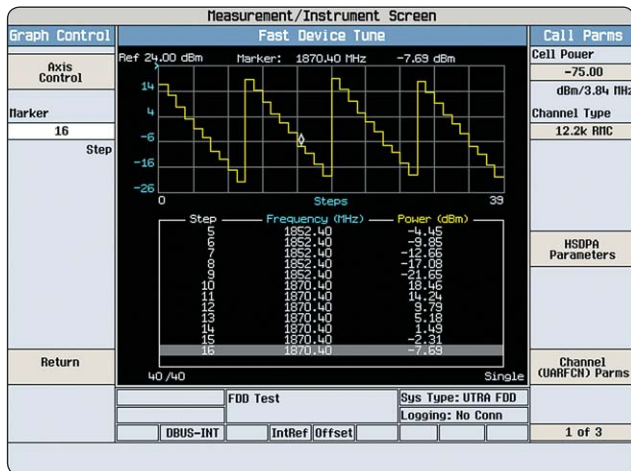 Measurement/Instrument Screen
Graph Control
Fast Device Tune
Call Parms
Axis
Control
Marker
16
Step
Return
Ref 24.00 dBm Marker: 1870.40 MHz -7.69 dBm
14
4
-6
-16
-26
0
Steps
39
Step Frequency (MHz) Power (dBm)
5 1852.40 -4.45
6 1852.40 -9.85
7 1852.40 -12.66
8 1852.40 -17.08
9 1852.40 -21.65
10 1870.40 18.46
11 1870.40 14.24
12 1870.40 9.79
13 1870.40 5.18
14 1870.40 1.49
15 1870.40 -2.31
16 1870.40 -7.69
40/40
Single
Cell Power
-75.00
dBm/3.84 MHz
Channel Type
12.2k RMC
HSDPA
Parameters
Channel
(UARFCN) Parms
1 of 3
FDD Test
Sys Type: UTRA FDD
Logging: No Conn
DBUS-INT
IntRef
Offset